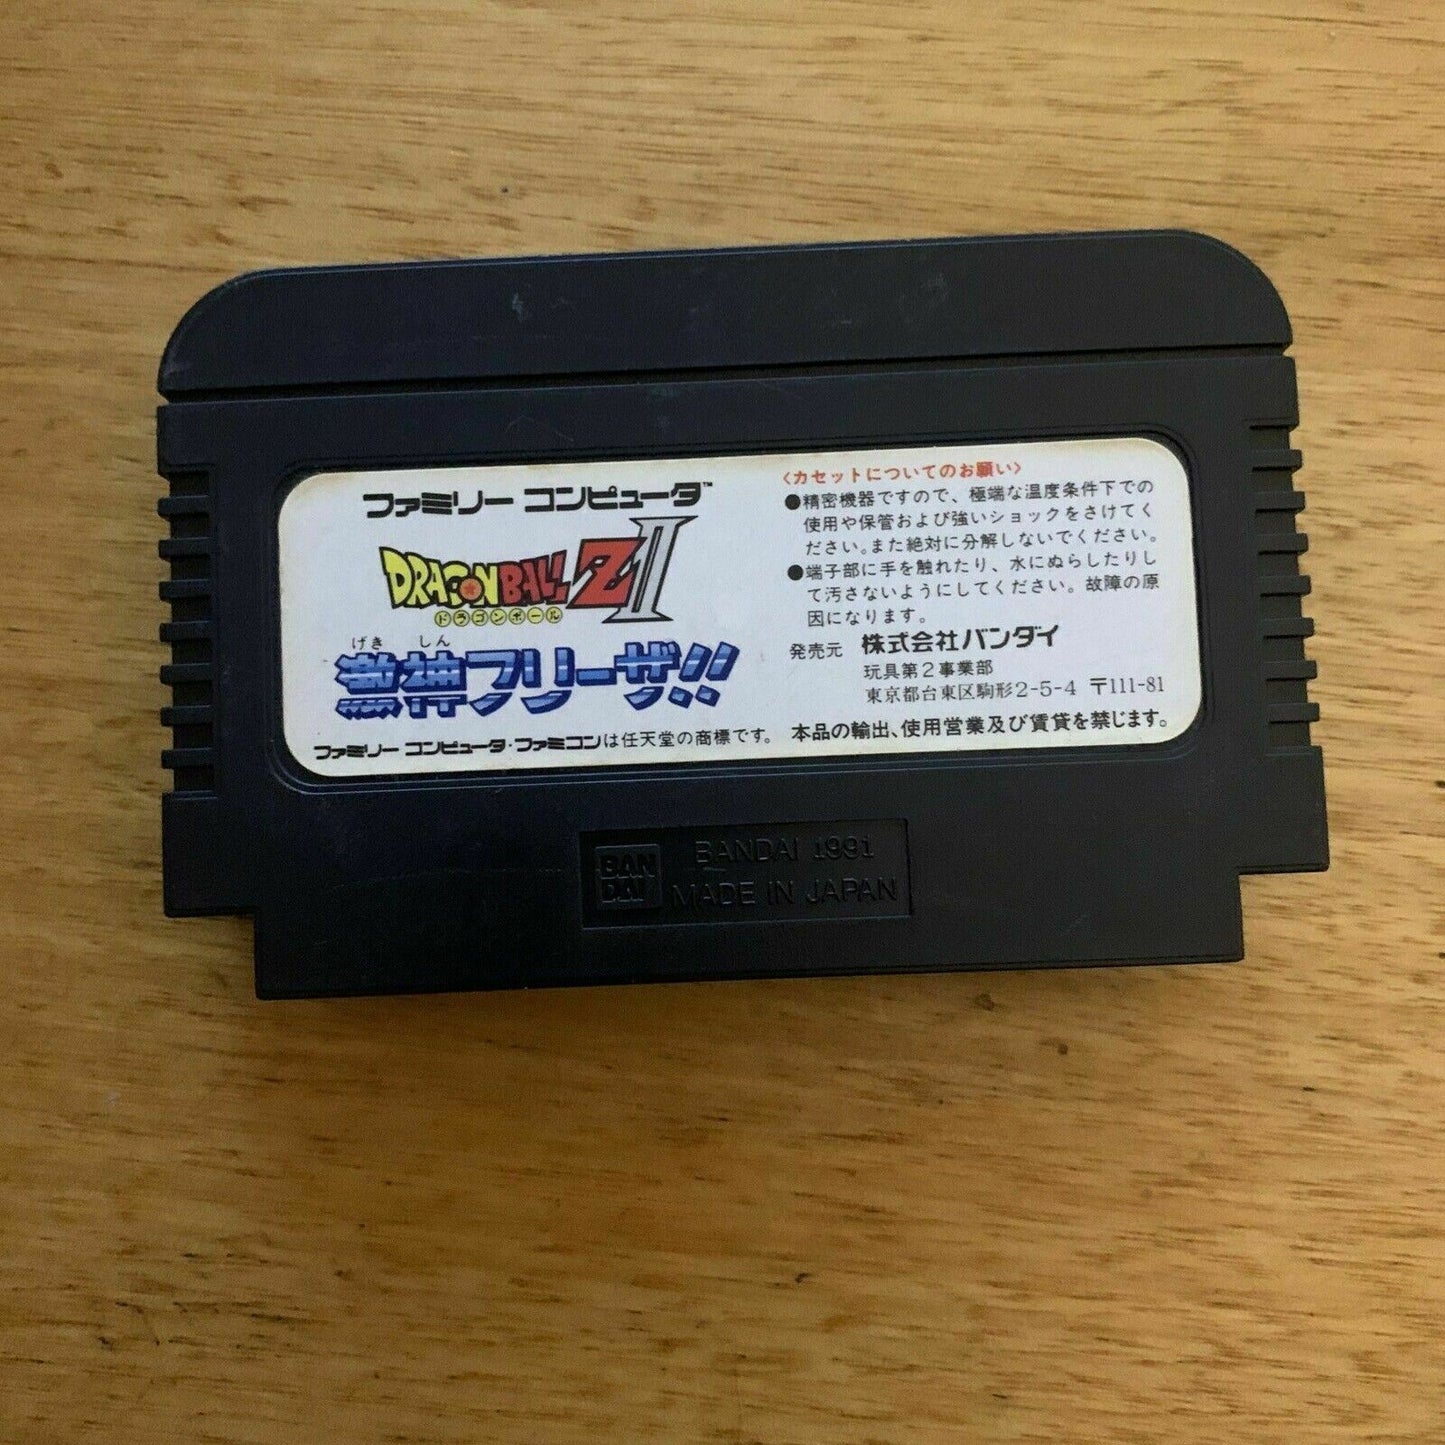 ファミリー コンピュータ™
DRAGON BALL Z II
ドラゴンボール
げき しん
激神フリーザ!!
ファミリー コンピュータ・ファミコンは任天堂の商標です。
〈カセットについてのお願い〉
●精密機器ですので、極端な温度条件下での
使用や保管および強いショックをさけてく
ださい。また絶対に分解しないでください。
●端子部に手を触れたり、水にぬらしたりし
て汚さないようにしてください。故障の原
因になります。
発売元 株式会社バンダイ
玩具第2事業部
東京都台東区駒形2-5-4 〒111-81
本品の輸出、使用営業及び賃貸を禁じます。
BAN
DAI
BANDAI 1991
MADE IN JAPAN